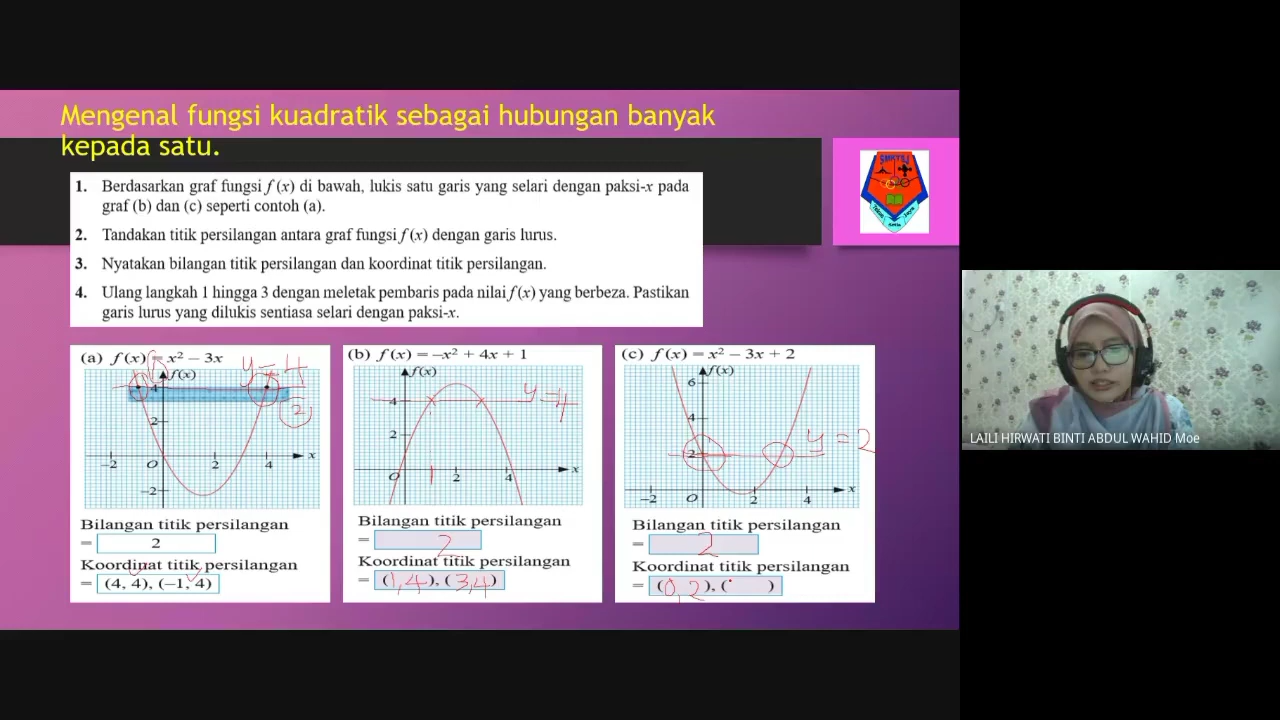 Mengenal fungsi kuadratik sebagai hubungan banyak
kepada satu.
1. Berdasarkan graf fungsi f (x) di bawah, lukis satu garis yang selari dengan paksi-x pada
graf (b) dan (c) seperti contoh (a).
2. Tandakan titik persilangan antara graf fungsi f (x) dengan garis lurus.
3. Nyatakan bilangan titik persilangan dan koordinat titik persilangan.
4. Ulang langkah 1 hingga 3 dengan meletak pembaris pada nilai f (x) yang berbeza. Pastikan
garis lurus yang dilukis sentiasa selari dengan paksi-x.
(a) f(x) = x² − 3x
y = 4
f(x)
4
2
(2)
−2 O 2 4 x
−2
Bilangan titik persilangan
= 2
Koordinat titik persilangan
= (4, 4), (−1, 4)
(b) f(x) = −x² + 4x + 1
f(x)
y = 4
4
2
O 1 2 4 x
Bilangan titik persilangan
= 2
Koordinat titik persilangan
= (1,4), (3,4)
(c) f(x) = x² − 3x + 2
f(x)
6
4
y = 2
2
−2 O 2 4 x
Bilangan titik persilangan
= 2
Koordinat titik persilangan
= (0,2), ( )
SMKTSJ
LAILI HIRWATI BINTI ABDUL WAHID Moe